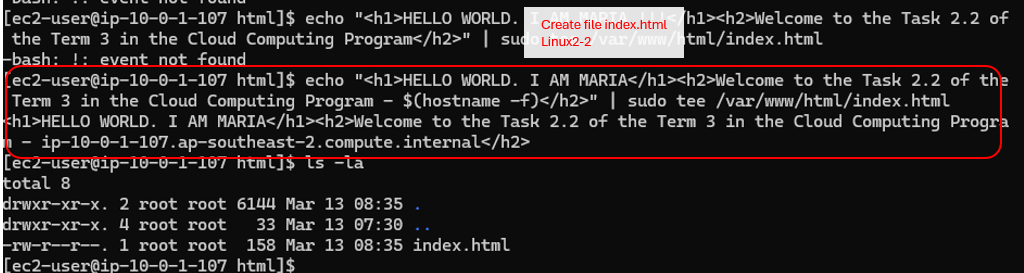 -bash: !: event not found
[ec2-user@ip-10-0-1-107 html]$ echo "<h1>HELLO WORLD. I AM MARIA !!!</h1><h2>Welcome to the Task 2.2 of
the Term 3 in the Cloud Computing Program</h2>" | sudo tee /var/www/html/index.html
-bash: !: event not found
Create file index.html
Linux2-2
[ec2-user@ip-10-0-1-107 html]$ echo "<h1>HELLO WORLD. I AM MARIA</h1><h2>Welcome to the Task 2.2 of the
Term 3 in the Cloud Computing Program - $(hostname -f)</h2>" | sudo tee /var/www/html/index.html
<h1>HELLO WORLD. I AM MARIA</h1><h2>Welcome to the Task 2.2 of the Term 3 in the Cloud Computing Progra
m - ip-10-0-1-107.ap-southeast-2.compute.internal</h2>
[ec2-user@ip-10-0-1-107 html]$ ls -la
total 8
drwxr-xr-x. 2 root root 6144 Mar 13 08:35 .
drwxr-xr-x. 4 root root   33 Mar 13 07:30 ..
-rw-r--r--. 1 root root  158 Mar 13 08:35 index.html
[ec2-user@ip-10-0-1-107 html]$